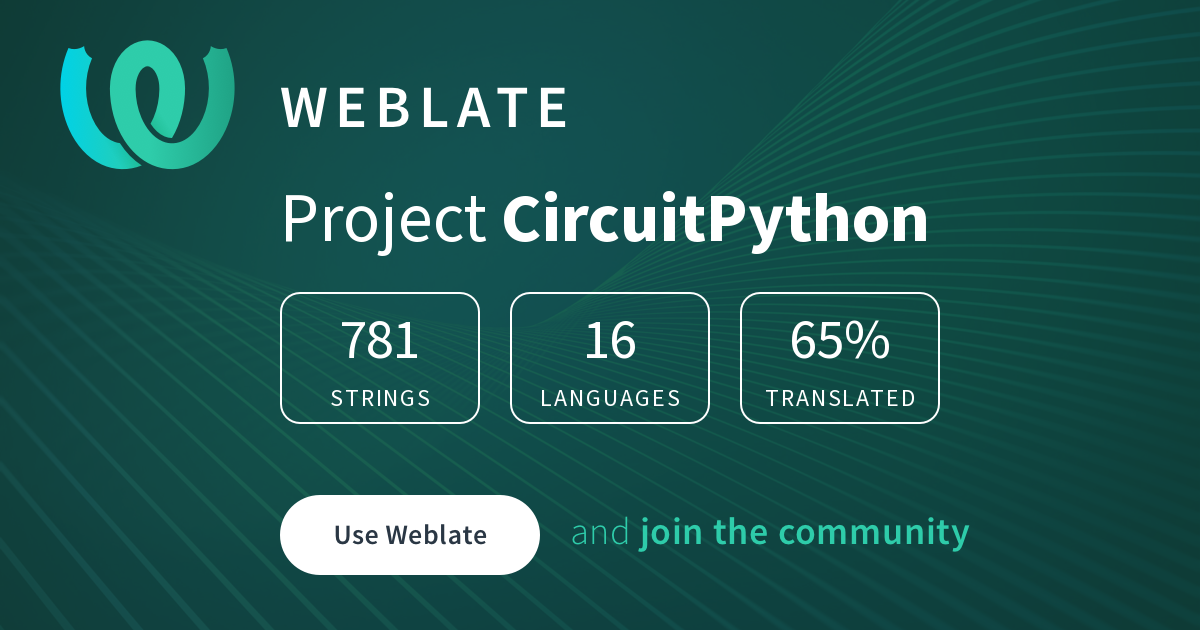 WEBLATE
Project CircuitPython
781 16 65%
STRINGS LANGUAGES TRANSLATED
Use Weblate and join the community